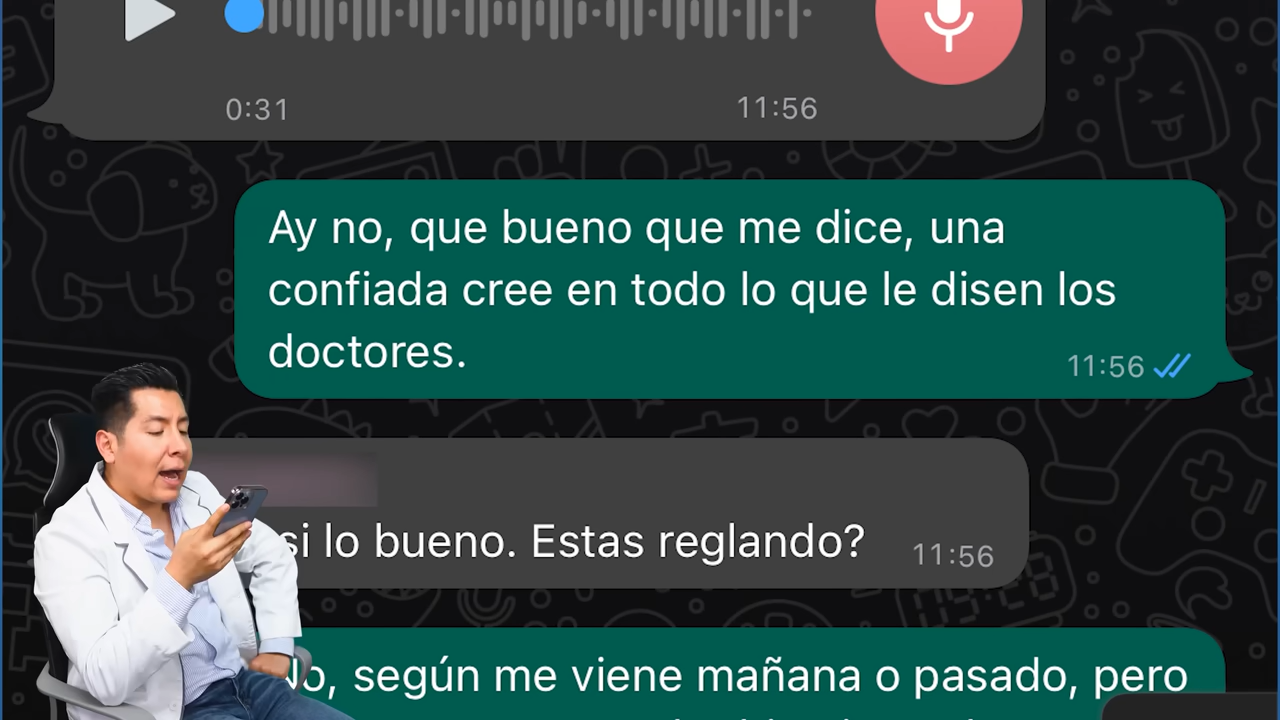 0:31
11:56
Ay no, que bueno que me dice, una
confiada cree en todo lo que le disen los
doctores.
11:56
si lo bueno. Estas reglando?
11:56
No, según me viene mañana o pasado, pero